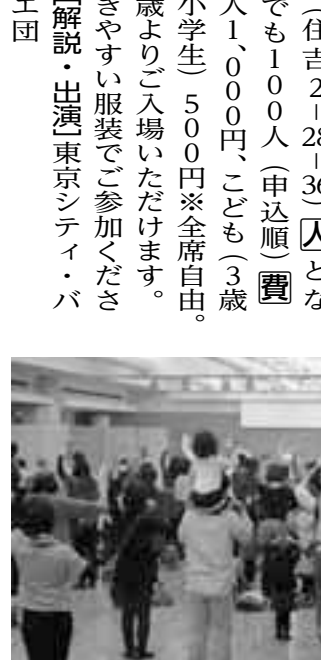 （住吉2−28−36）人どな
でも100人（申込順）費
人1、000円、こども（3歳
小学生）500円※全席自由。
歳よりご入場いただけます。
きやすい服装でご参加くださ
【解説・出演】東京シティ・バ
エ団